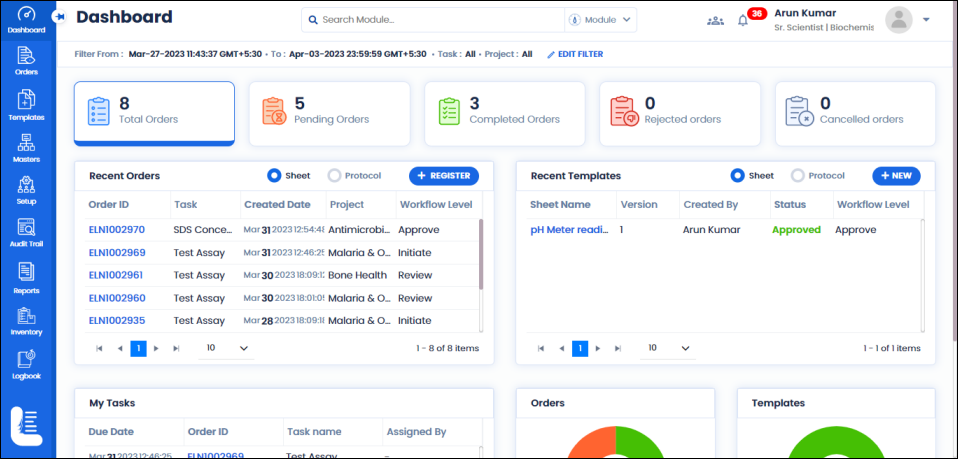 Dashboard
Orders
Templates
Masters
Setup
Audit Trail
Reports
Inventory
Logbook
Dashboard
Search Module...
Module
36
Arun Kumar
Sr. Scientist | Biochemis
Filter From : Mar-27-2023 11:43:37 GMT+5:30 • To : Apr-03-2023 23:59:59 GMT+5:30 • Task : All • Project : All EDIT FILTER
8 Total Orders
5 Pending Orders
3 Completed Orders
0 Rejected orders
0 Cancelled orders
Recent Orders Sheet Protocol + REGISTER
Order ID Task Created Date Project Workflow Level
ELN1002970 SDS Conce... Mar 31 2023 12:54:48 Antimicrobi... Approve
ELN1002969 Test Assay Mar 31 2023 12:46:25 Malaria & O... Initiate
ELN1002961 Test Assay Mar 30 2023 18:09:12 Bone Health Review
ELN1002960 Test Assay Mar 30 2023 18:01:01 Malaria & O... Review
ELN1002935 Test Assay Mar 28 2023 18:09:18 Malaria & O... Initiate
1 10 1 - 8 of 8 items
Recent Templates Sheet Protocol + NEW
Sheet Name Version Created By Status Workflow Level
pH Meter readi... 1 Arun Kumar Approved Approve
1 10 1 - 1 of 1 items
My Tasks
Due Date Order ID Task name Assigned By
Mar 31 2023 12:46:25 ELN1002969 Test Assay -
Orders
Templates